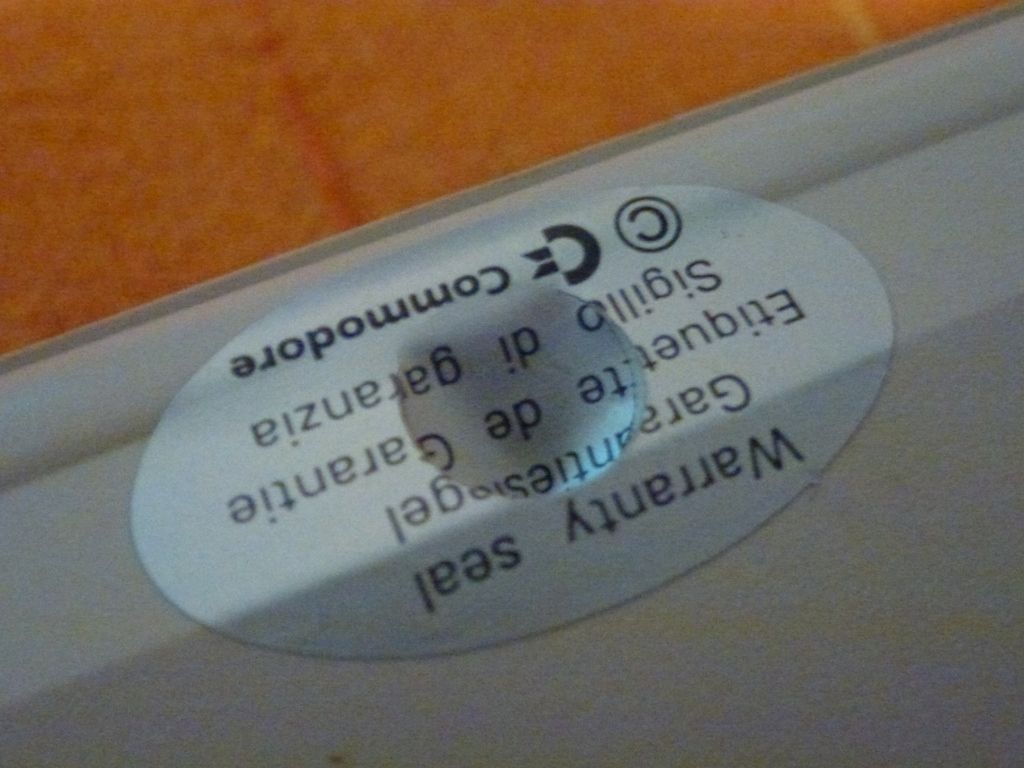 Warranty seal
Garantiesiegel
Etiquette de Garantie
Sigillo di garanzia
© Commodore